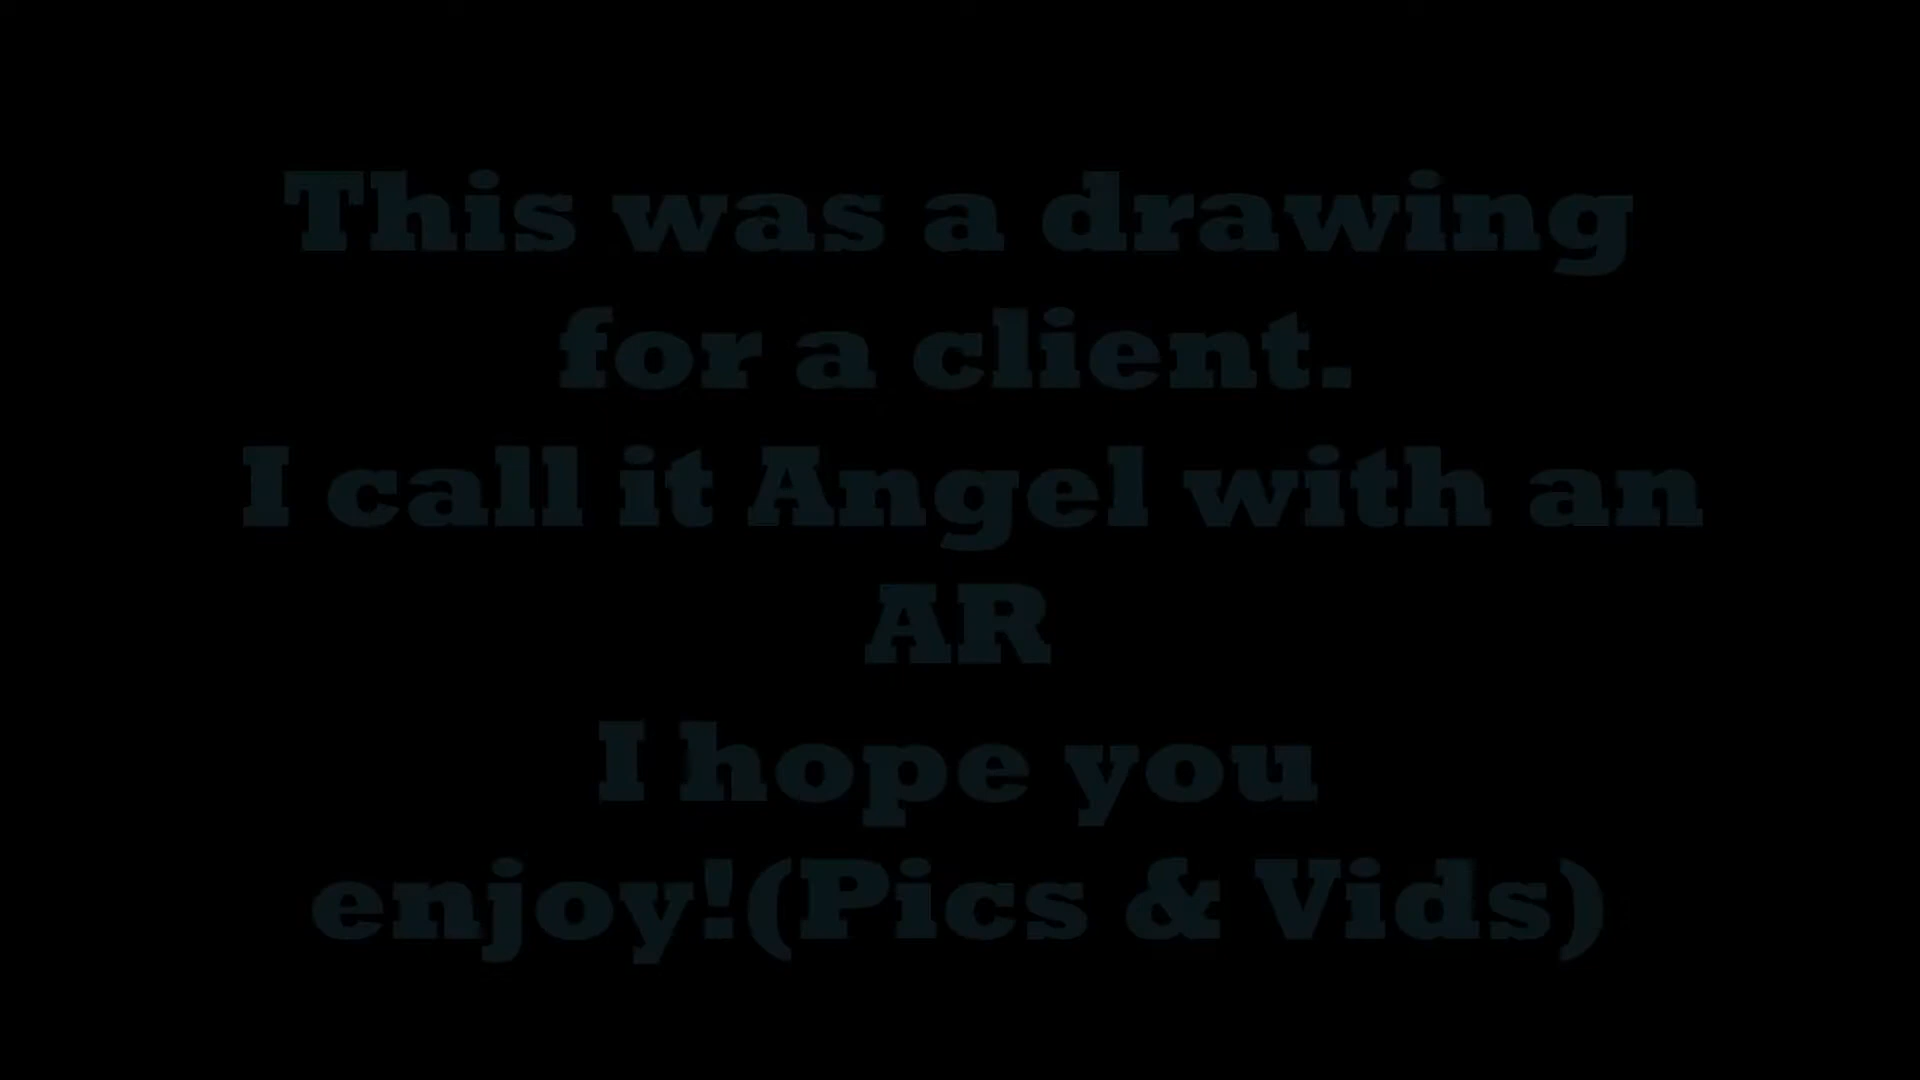 This was a drawing
for a client.
I call it Angel with an
AR
I hope you
enjoy!(Pics & Vids)